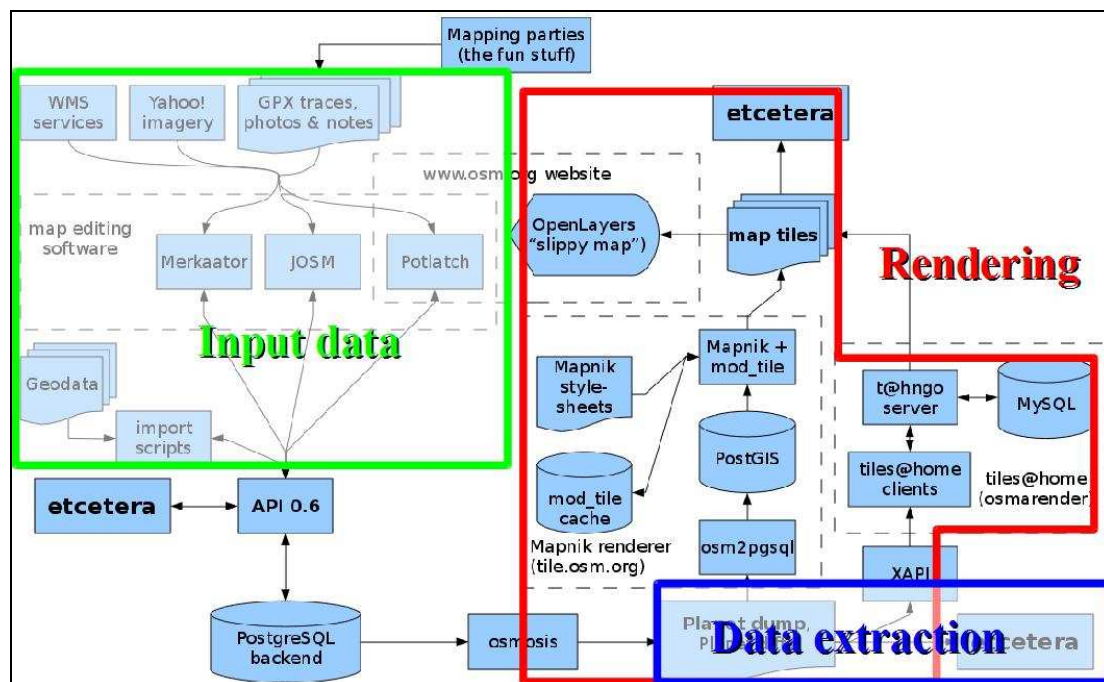 Mapping parties
(the fun stuff)
WMS
services
Yahoo!
imagery
GPX traces,
photos & notes
etcetera
www.osm.org website
map editing
software
OpenLayers
“slippy map”)
map tiles
Merkaator
JOSM
Potlatch
Rendering
Input data
Geodata
import
scripts
Mapnik
style-
sheets
Mapnik +
mod_tile
t@hngo
server
MySQL
PostGIS
tiles@home
clients
tiles@home
(osmarender)
mod_tile
cache
etcetera
API 0.6
Mapnik renderer
(tile.osm.org)
osm2pgsql
XAPI
PostgreSQL
backend
osmosis
Planet dump,
Data extraction
etcetera